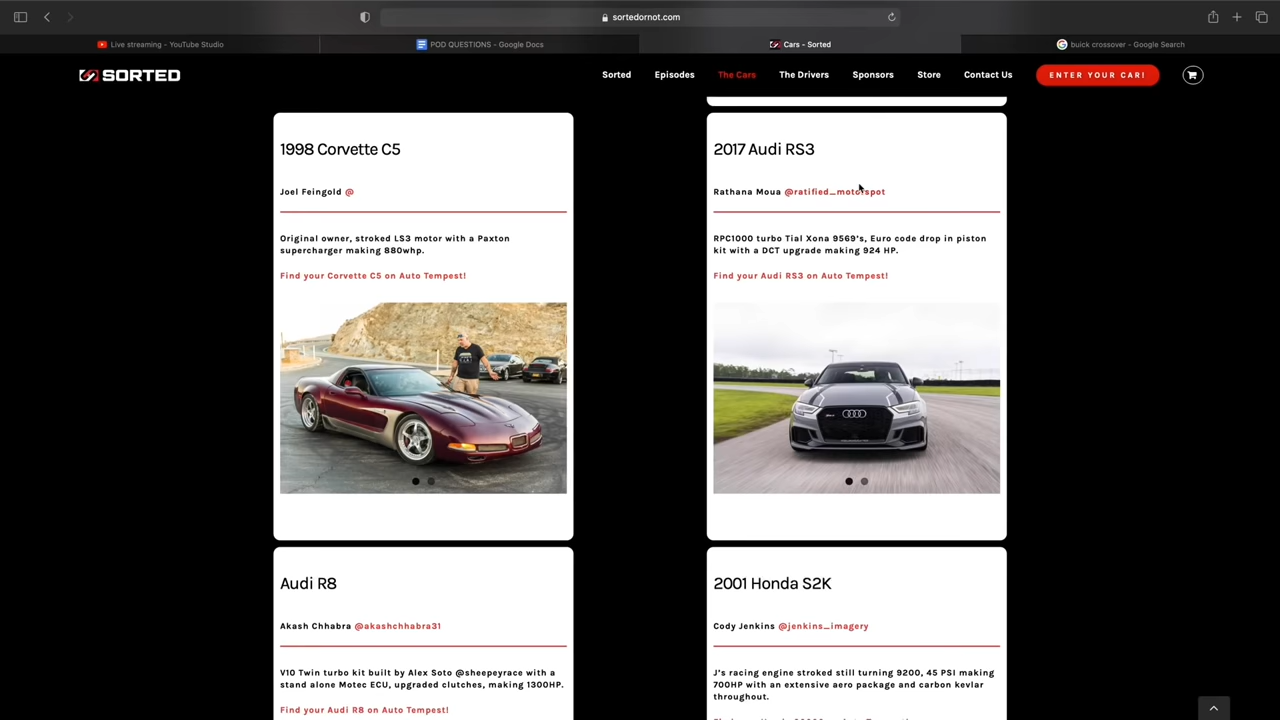 sortedornot.com
Live streaming - YouTube Studio
POD QUESTIONS - Google Docs
Cars - Sorted
buick crossover - Google Search
SORTED
Sorted
Episodes
The Cars
The Drivers
Sponsors
Store
Contact Us
ENTER YOUR CAR!
1998 Corvette C5
Joel Feingold @
Original owner, stroked LS3 motor with a Paxton
supercharger making 880whp.
Find your Corvette C5 on Auto Tempest!
2017 Audi RS3
Rathana Moua @ratified_motorspot
RPC1000 turbo Tial Xona 9569's, Euro code drop in piston
kit with a DCT upgrade making 924 HP.
Find your Audi RS3 on Auto Tempest!
Audi R8
Akash Chhabra @akashchhabra31
V10 Twin turbo kit built by Alex Soto @sheepeyrace with a
stand alone Motec ECU, upgraded clutches, making 1300HP.
Find your Audi R8 on Auto Tempest!
2001 Honda S2K
Cody Jenkins @jenkins_imagery
J's racing engine stroked still turning 9200, 45 PSI making
700HP with an extensive aero package and carbon kevlar
throughout.